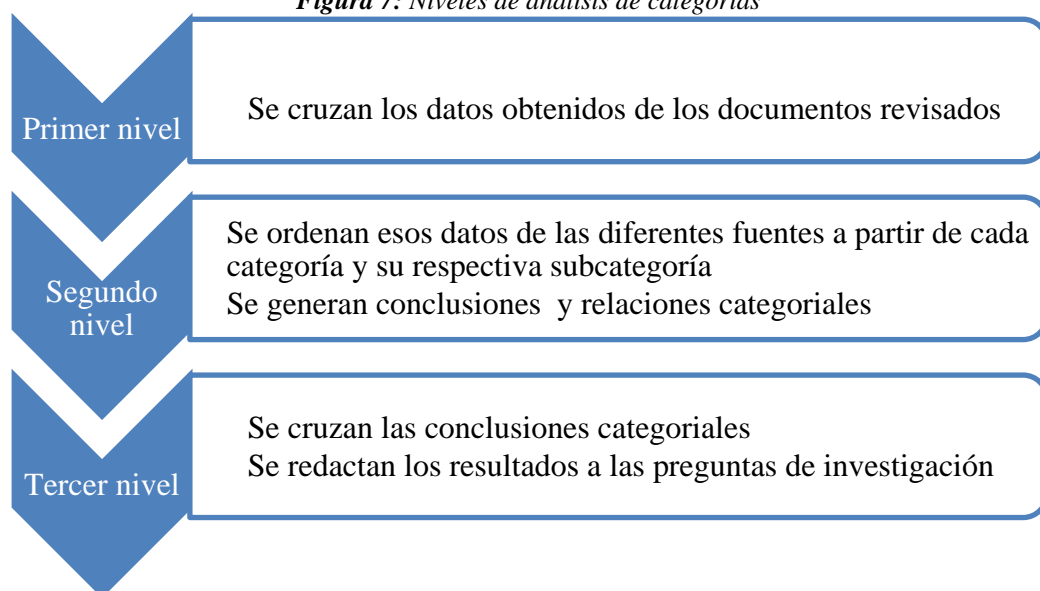 Figura 7: Niveles de análisis de categorías
Primer nivel
Se cruzan los datos obtenidos de los documentos revisados
Segundo
nivel
Se ordenan esos datos de las diferentes fuentes a partir de cada
categoría y su respectiva subcategoría
Se generan conclusiones y relaciones categoriales
Tercer nivel
Se cruzan las conclusiones categoriales
Se redactan los resultados a las preguntas de investigación